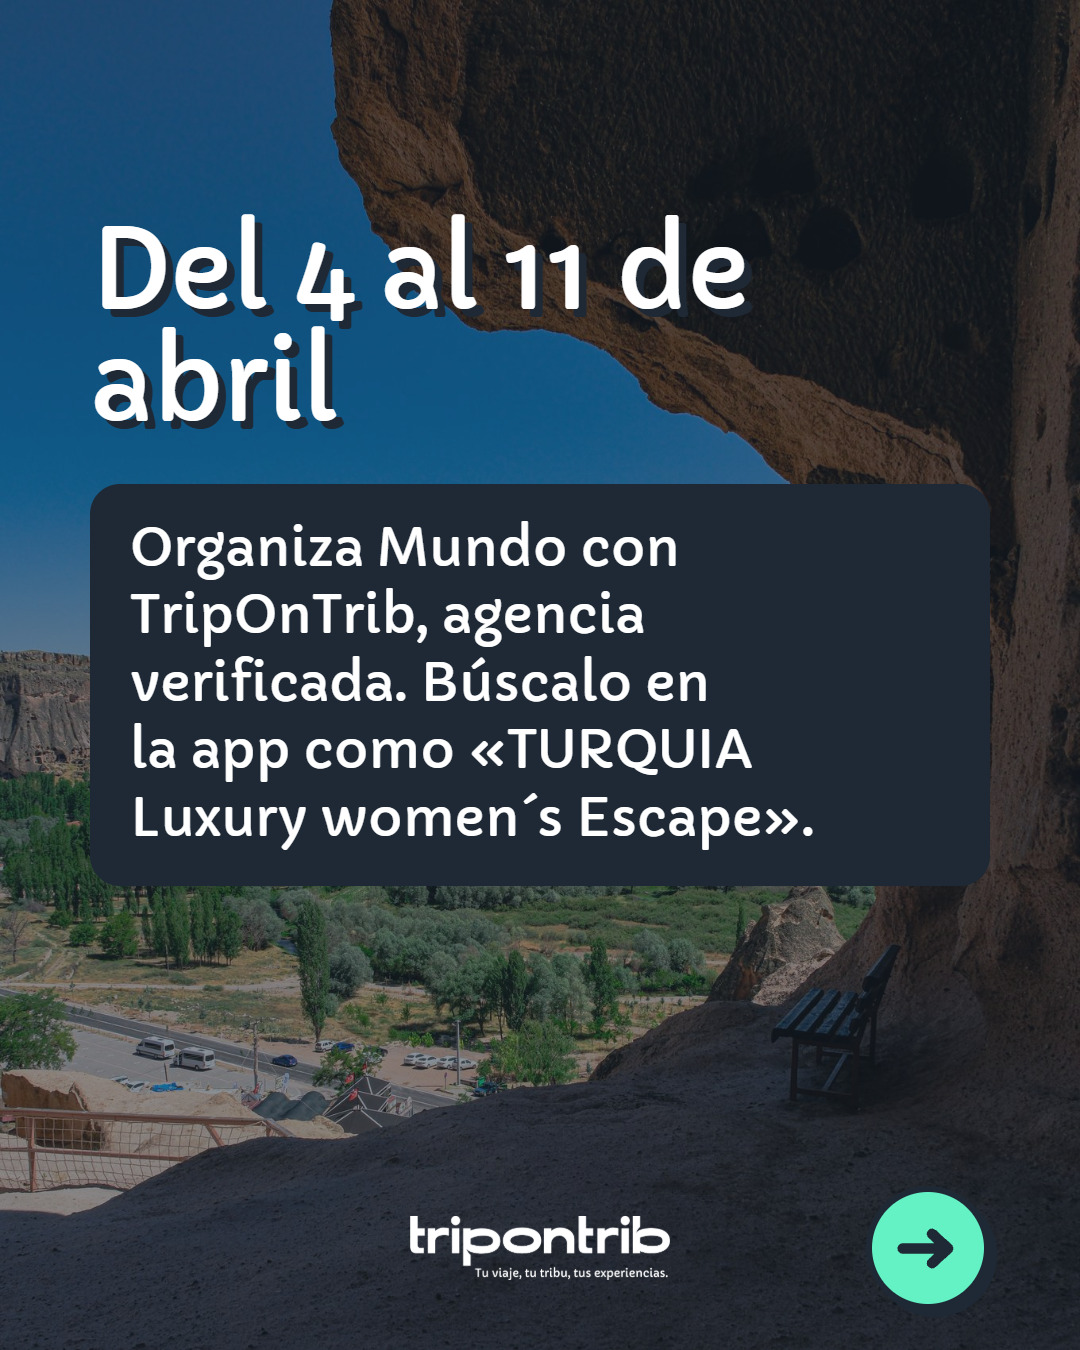 Del 4 al 11 de
abril
Organiza Mundo con
TripOnTrib, agencia
verificada. Búscalo en
la app como «TURQUIA
Luxury women´s Escape».
tripontrib
Tu viaje, tu tribu, tus experiencias.